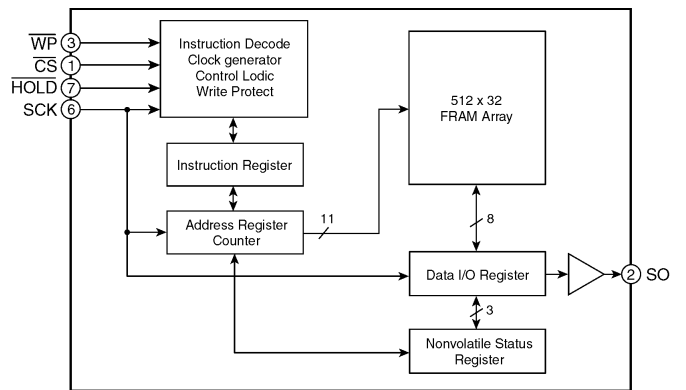 WP 3
CS 1
HOLD 7
SCK 6
Instruction Decode
Clock generator
Control Lodic
Write Protect
512 x 32
FRAM Array
Instruction Register
Address Register
Counter
11
8
Data I/O Register
2 SO
3
Nonvolatile Status
Register